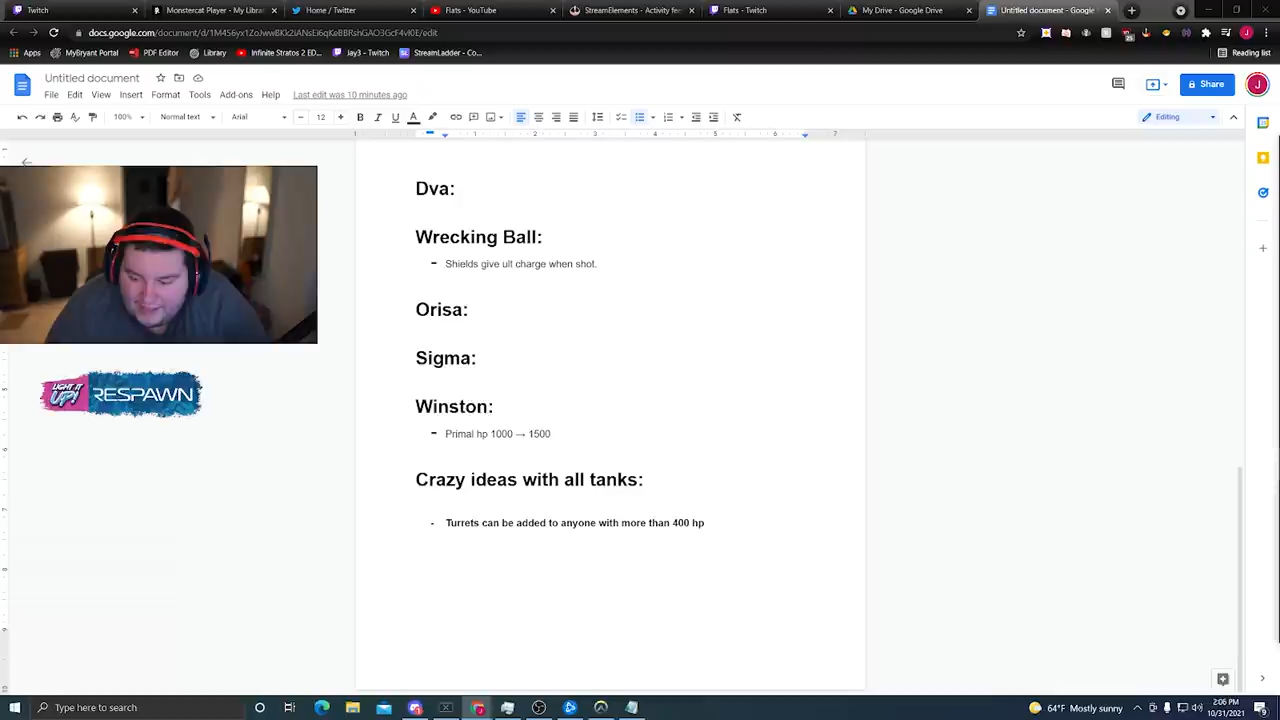 Twitch
Monstercat Player - My Librar
Home / Twitter
Flats - YouTube
StreamElements - Activity fee
Flats - Twitch
My Drive - Google Drive
Untitled document - Google
Apps
MyBryant Portal
PDF Editor
Library
Infinite Stratos 2 ED...
Jay3 - Twitch
StreamLadder - Co...
Reading list
Untitled document
File Edit View Insert Format Tools Add-ons Help Last edit was 10 minutes ago
Share
100% Normal text Arial 12 Editing
Dva:
Wrecking Ball:
- Shields give ult charge when shot.
Orisa:
Sigma:
Winston:
- Primal hp 1000 → 1500
Crazy ideas with all tanks:
- Turrets can be added to anyone with more than 400 hp
LIGHT IT UP!
RESPAWN
Type here to search
64°F Mostly sunny
2:06 PM
10/31/2021